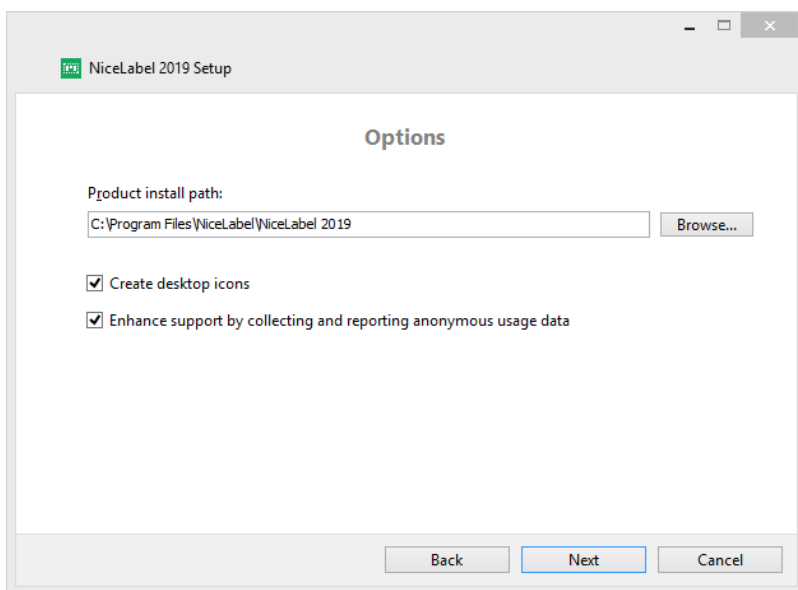 NiceLabel 2019 Setup
Options
Product install path:
C:\Program Files\NiceLabel\NiceLabel 2019
Browse...
Create desktop icons
Enhance support by collecting and reporting anonymous usage data
Back Next Cancel